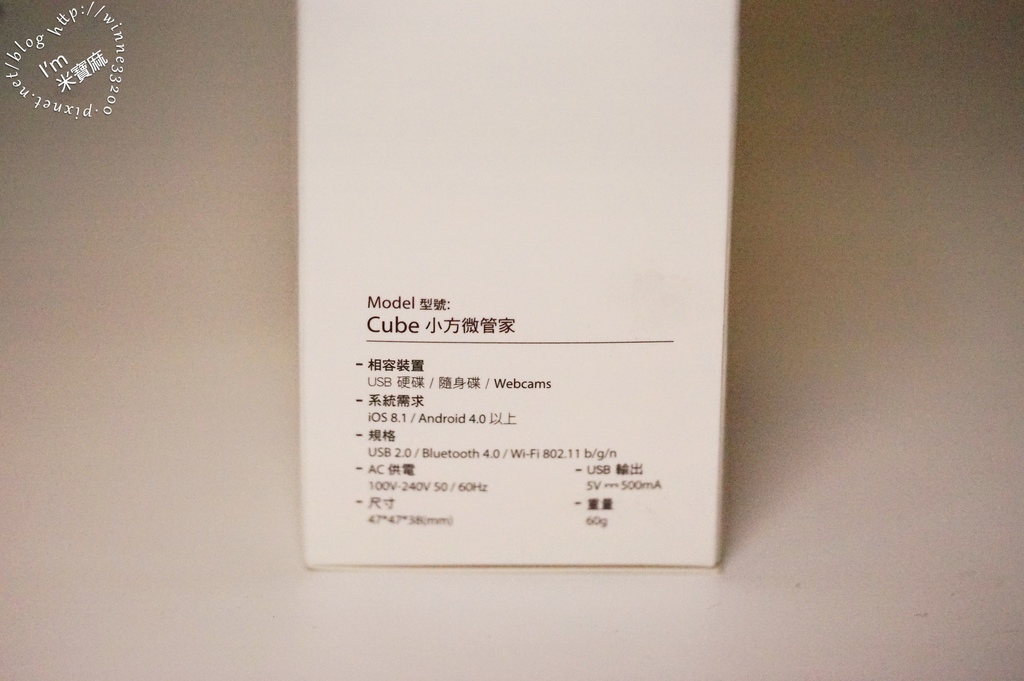 http://winne33200.pixnet.net/blog
I'm
米寶麻
Model 型號:
Cube 小方微管家
- 相容裝置
USB 硬碟 / 隨身碟 / Webcams
- 系統需求
iOS 8.1 / Android 4.0 以上
- 規格
USB 2.0 / Bluetooth 4.0 / Wi-Fi 802.11 b/g/n
- AC 供電 - USB 輸出
100V-240V 50 / 60Hz 5V ⎓ 500mA
- 尺寸 - 重量
47*47*38(mm) 60g